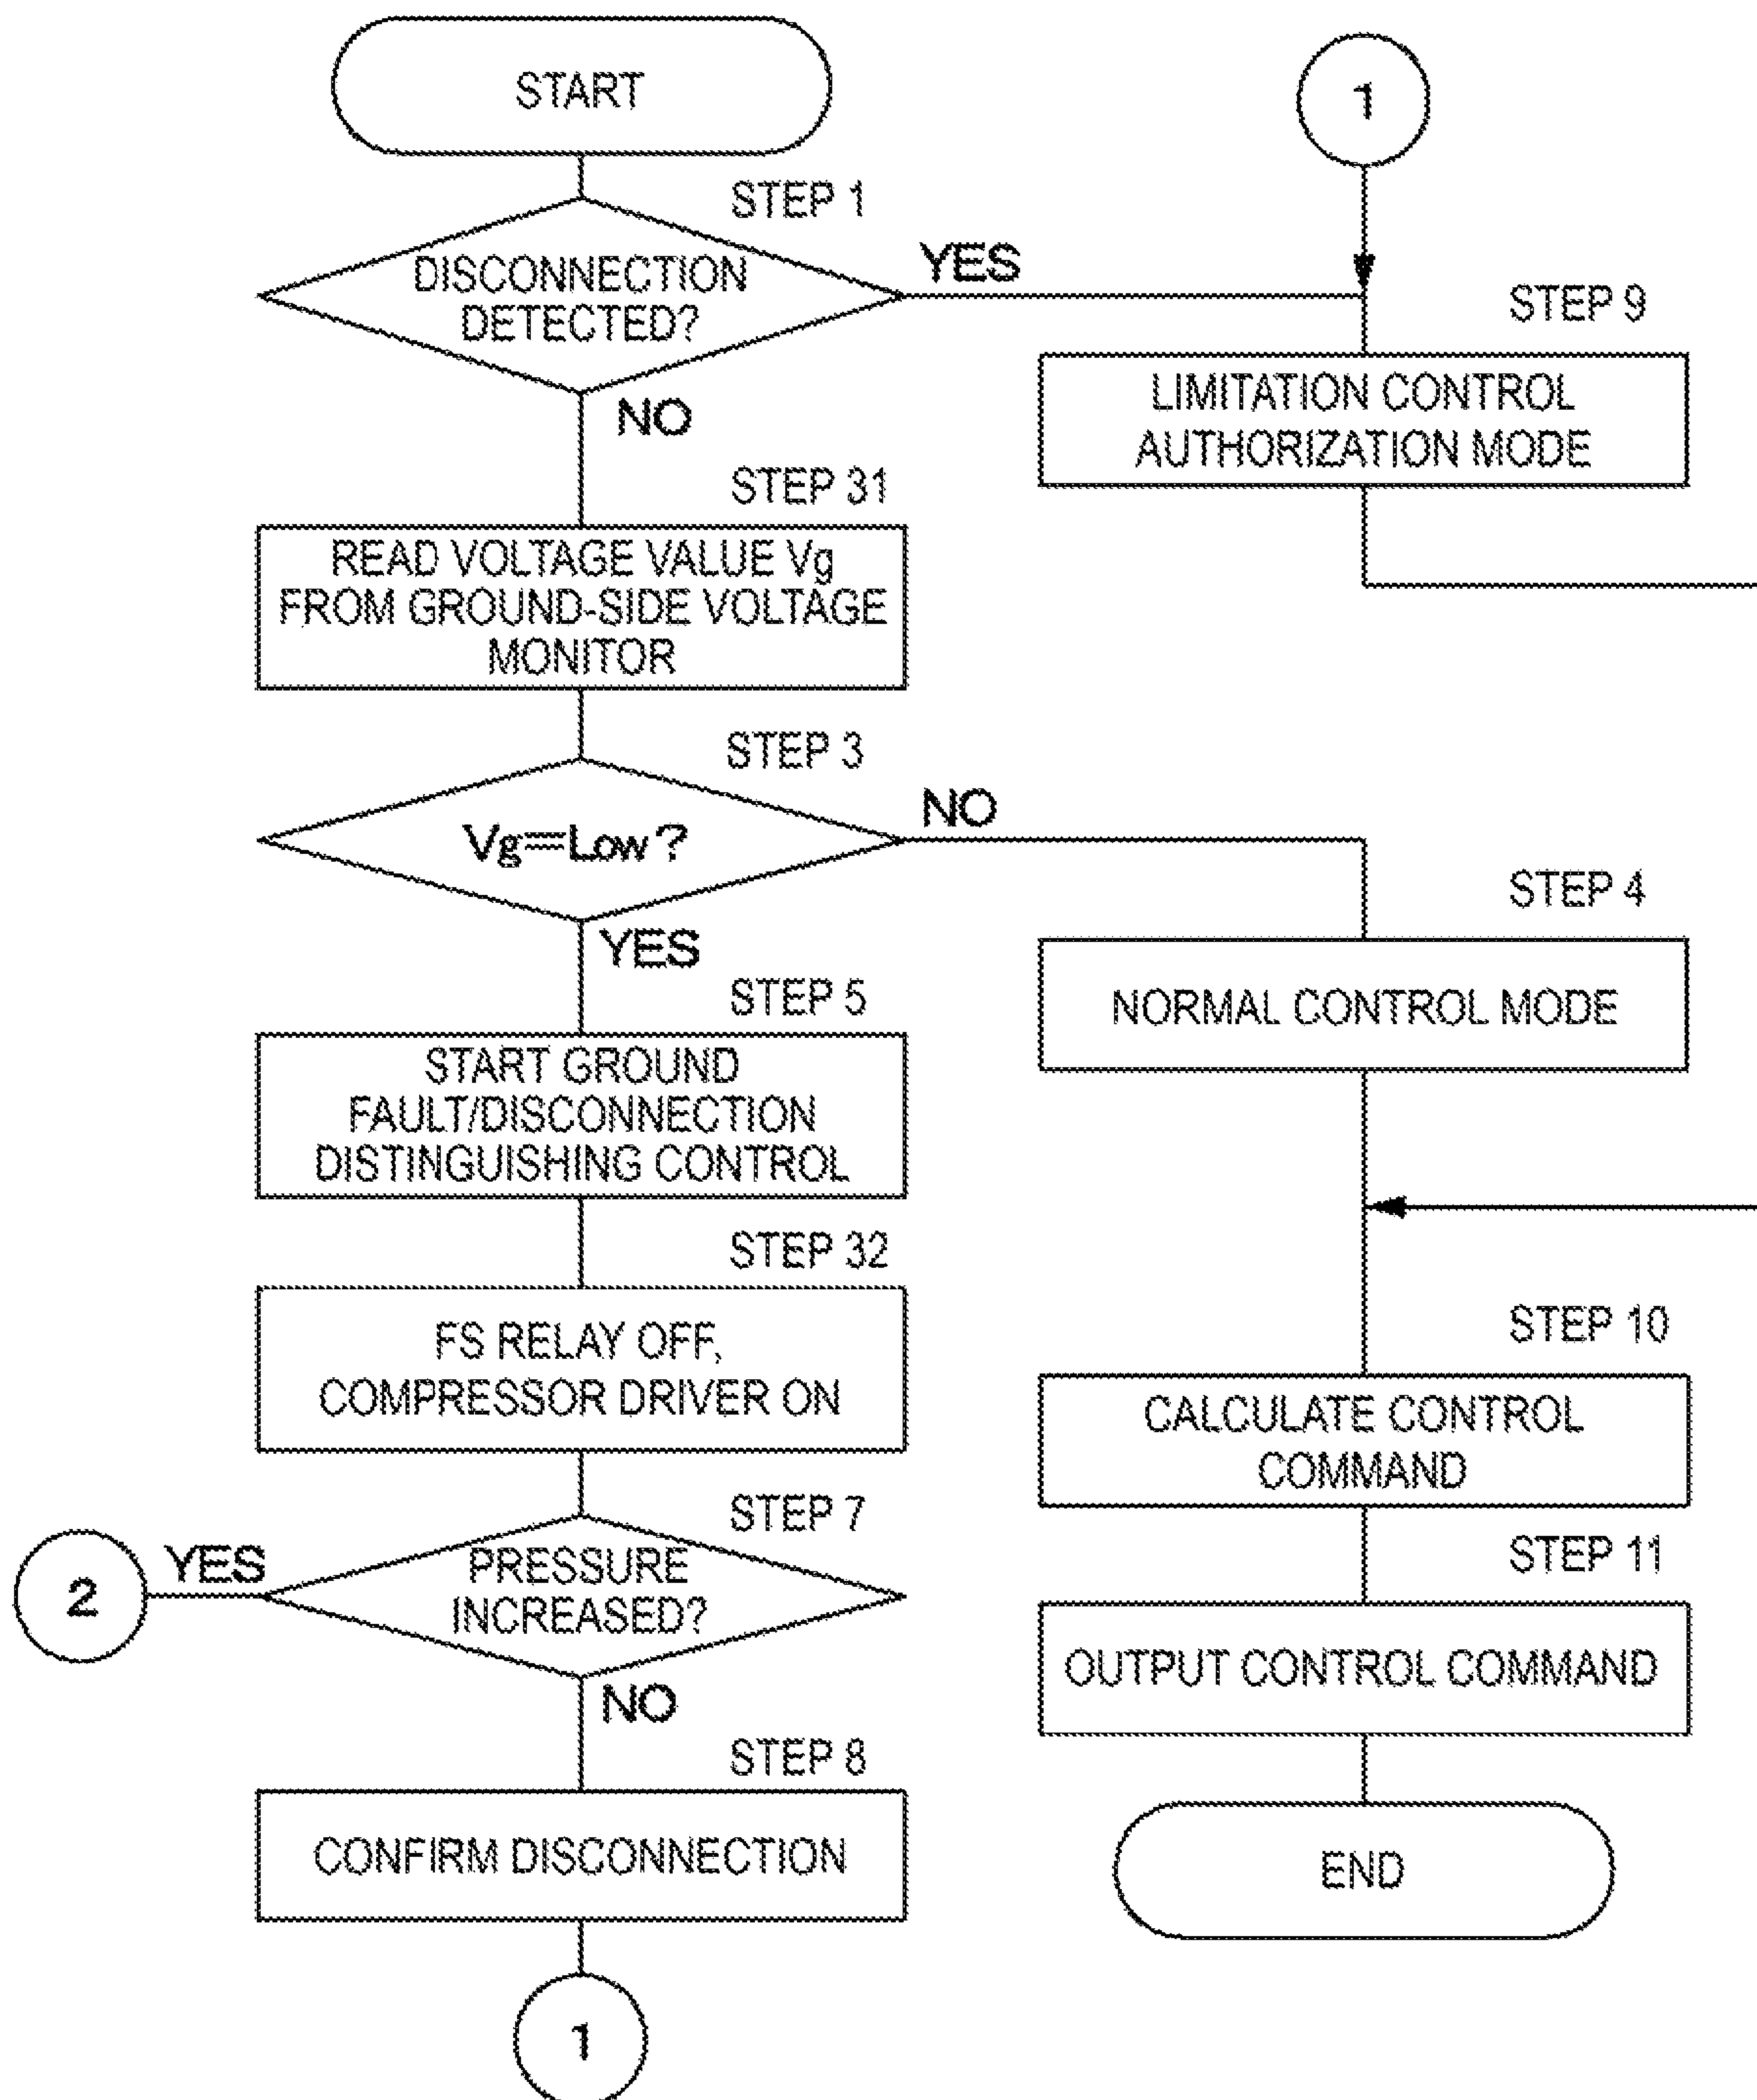 START
STEP 1
DISCONNECTION
DETECTED?
YES
NO
STEP 31
READ VOLTAGE VALUE Vg
FROM GROUND-SIDE VOLTAGE
MONITOR
STEP 3
Vg=Low?
NO
YES
STEP 5
START GROUND
FAULT/DISCONNECTION
DISTINGUISHING CONTROL
STEP 32
FS RELAY OFF,
COMPRESSOR DRIVER ON
STEP 7
PRESSURE
INCREASED?
YES
2
NO
STEP 8
CONFIRM DISCONNECTION
1
1
STEP 9
LIMITATION CONTROL
AUTHORIZATION MODE
STEP 4
NORMAL CONTROL MODE
STEP 10
CALCULATE CONTROL
COMMAND
STEP 11
OUTPUT CONTROL COMMAND
END